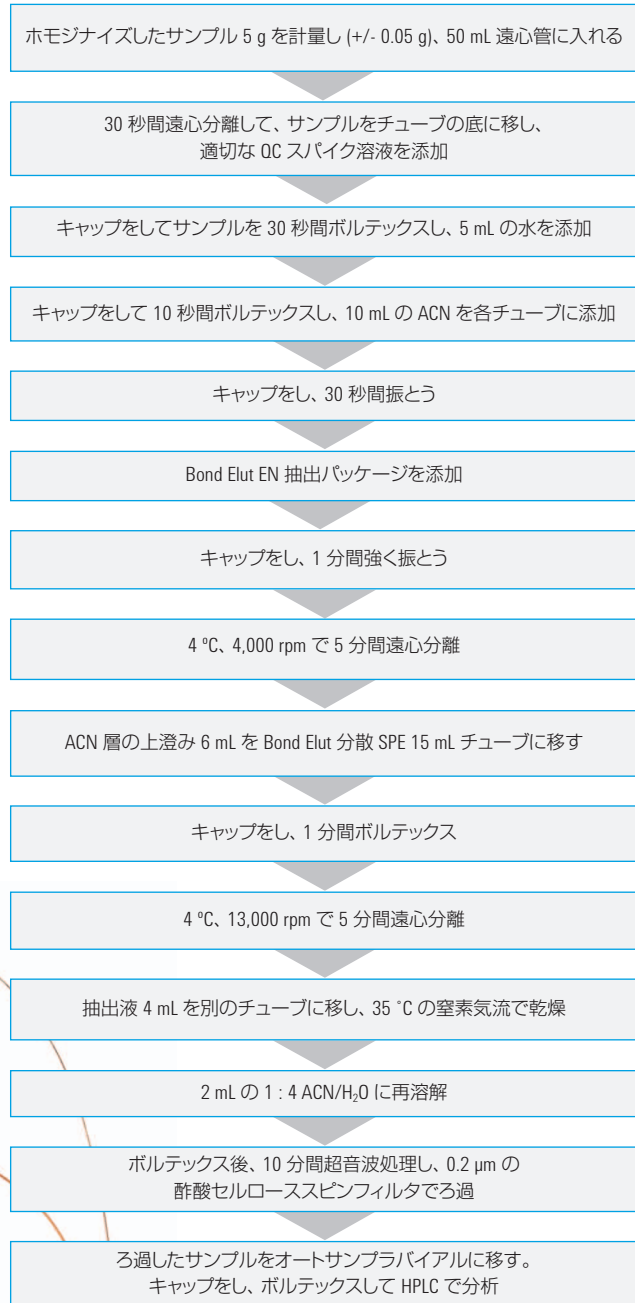 ホモジナイズしたサンプル 5 g を計量し (+/- 0.05 g)、50 mL 遠心管に入れる
30 秒間遠心分離して、サンプルをチューブの底に移し、
適切な QC スパイク溶液を添加
キャップをしてサンプルを 30 秒間ボルテックスし、5 mL の水を添加
キャップをして 10 秒間ボルテックスし、10 mL の ACN を各チューブに添加
キャップをし、30 秒間振とう
Bond Elut EN 抽出パッケージを添加
キャップをし、1 分間強く振とう
4 ºC、4,000 rpm で 5 分間遠心分離
ACN 層の上澄み 6 mL を Bond Elut 分散 SPE 15 mL チューブに移す
キャップをし、1 分間ボルテックス
4 ºC、13,000 rpm で 5 分間遠心分離
抽出液 4 mL を別のチューブに移し、35 ˚C の窒素気流で乾燥
2 mL の 1 : 4 ACN/H₂O に再溶解
ボルテックス後、10 分間超音波処理し、0.2 µm の
酢酸セルローススピンフィルタでろ過
ろ過したサンプルをオートサンプラバイアルに移す。
キャップをし、ボルテックスして HPLC で分析